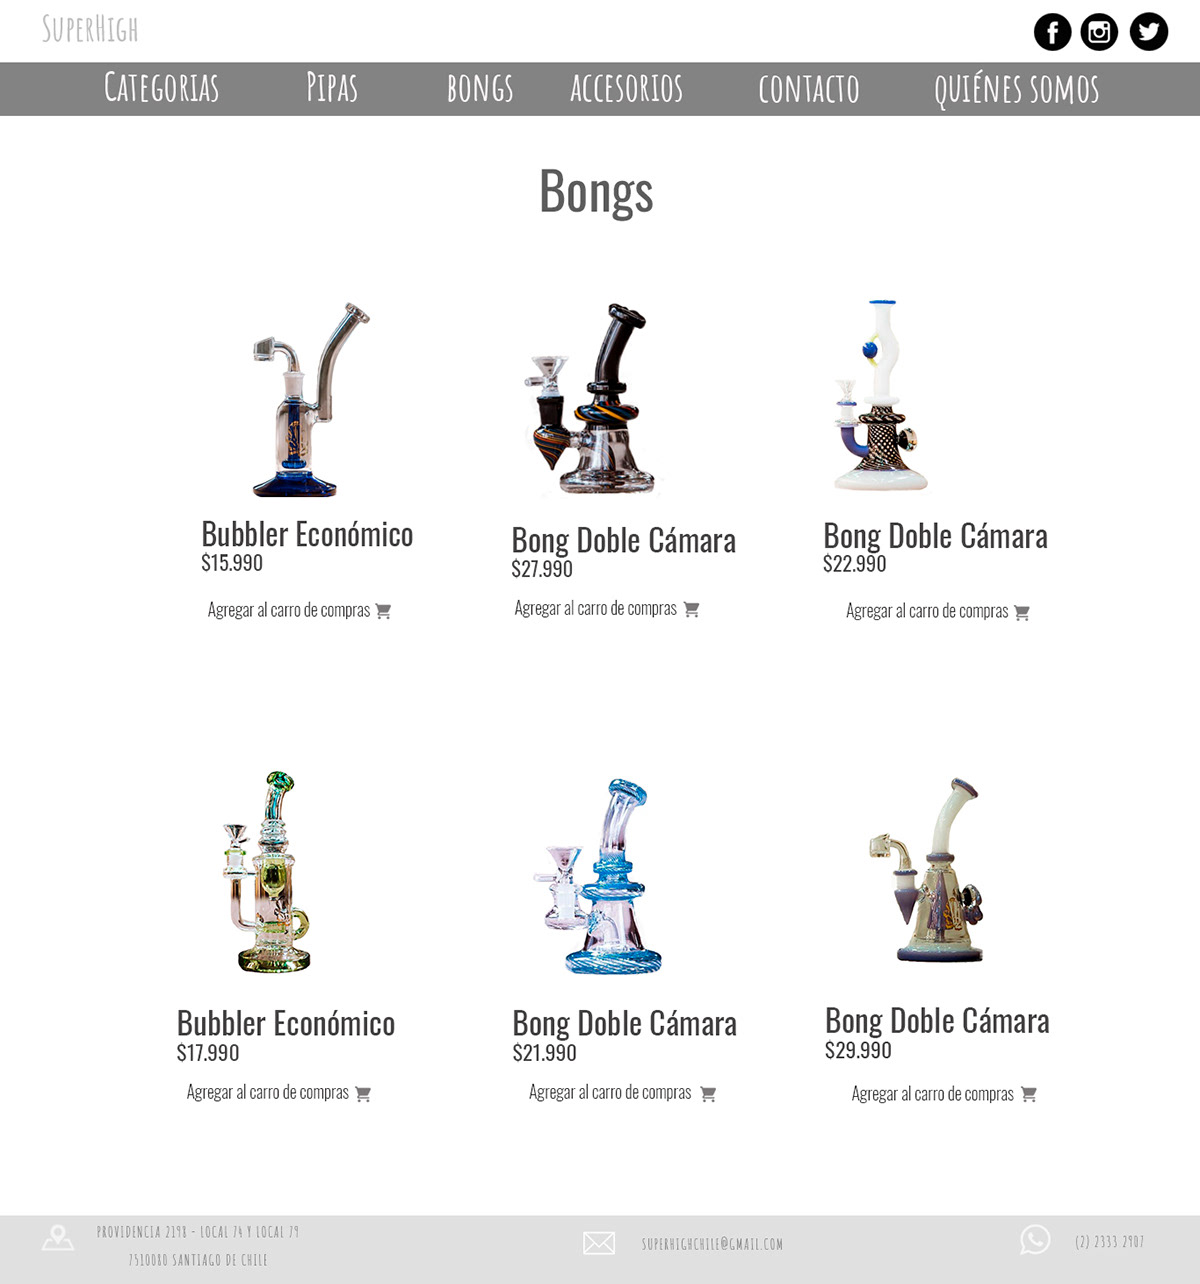 SuperHigh
Categorias Pipas bongs accesorios contacto quiénes somos
Bongs
Bubbler Económico
$15.990
Agregar al carro de compras
Bong Doble Cámara
$27.990
Agregar al carro de compras
Bong Doble Cámara
$22.990
Agregar al carro de compras
Bubbler Económico
$17.990
Agregar al carro de compras
Bong Doble Cámara
$21.990
Agregar al carro de compras
Bong Doble Cámara
$29.990
Agregar al carro de compras
PROVIDENCIA 2198 - LOCAL 74 Y LOCAL 79
7510080 SANTIAGO DE CHILE
SUPERHIGHCHILE@GMAIL.COM
(2) 2333 2907